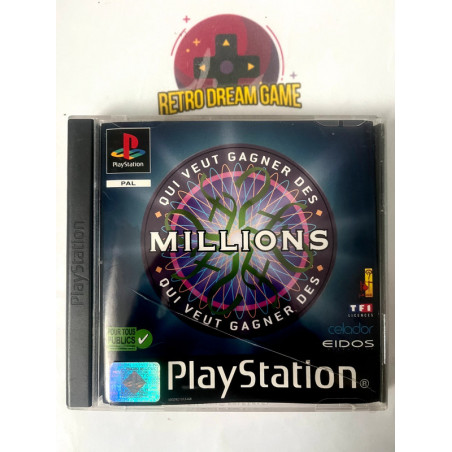 RETRO DREAM GAME
PlayStation
PAL
PlayStation
QUI VEUT GAGNER DES
MILLIONS
QUI VEUT GAGNER DES
TF1
LICENCES
celador
EIDOS
POUR TOUS
PUBLICS
PlayStation®